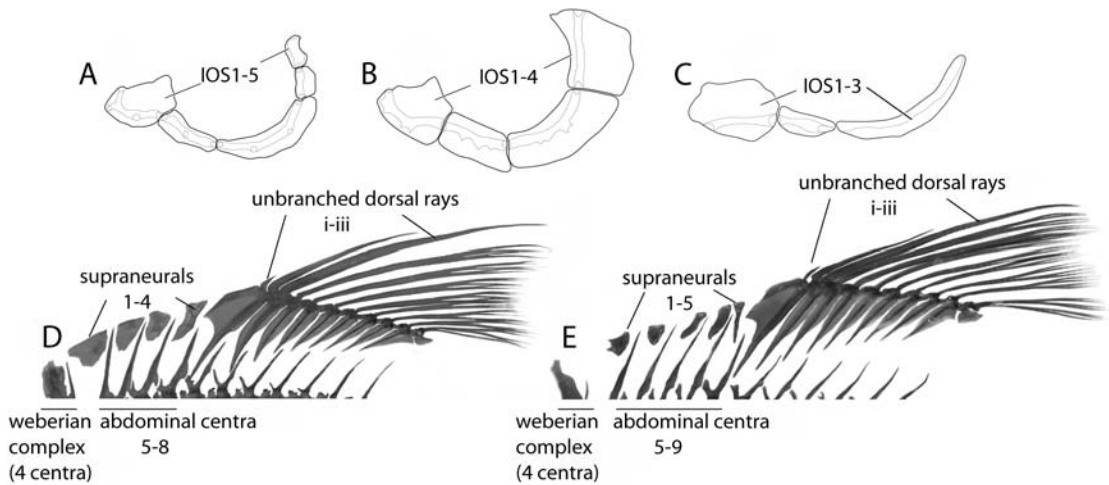 A
IOS1-5
B
IOS1-4
C
IOS1-3
unbranched dorsal rays
i-iii
supraneurals
1-4
D
weberian
complex
(4 centra)
abdominal centra
5-8
unbranched dorsal rays
i-iii
supraneurals
1-5
E
weberian
complex
(4 centra)
abdominal centra
5-9